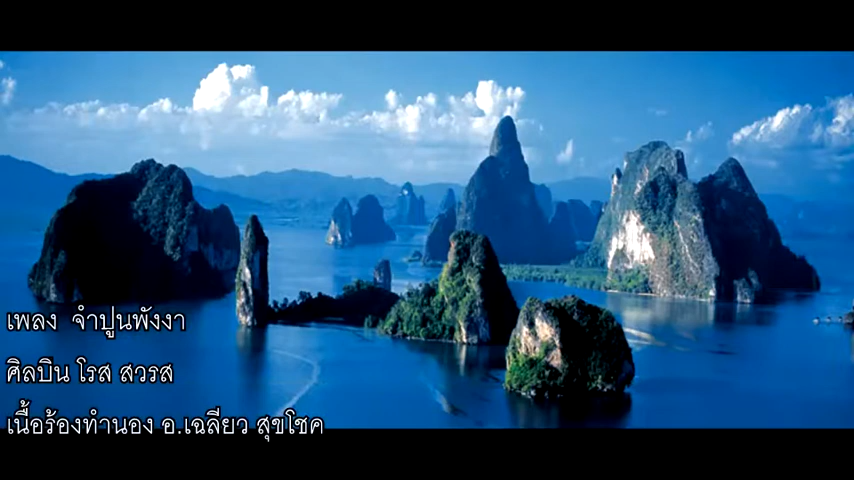 เพลง จำปูนพังงา
ศิลปิน โรส สวรส
เนื้อร้องทำนอง อ.เฉลียว สุขโชค